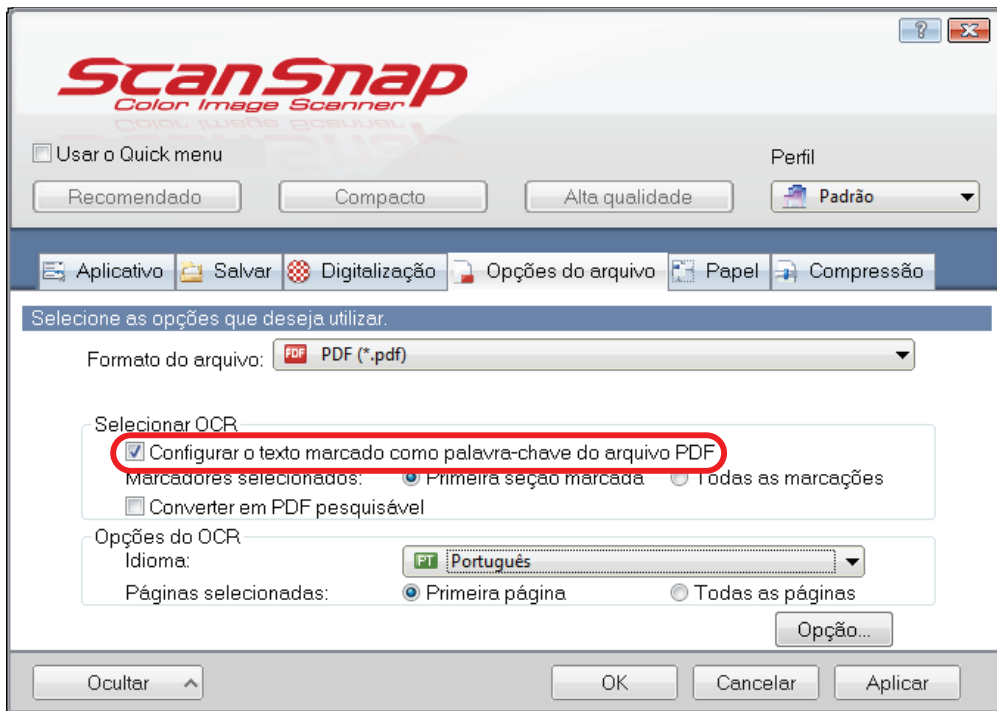 ScanSnap
Color Image Scanner
Usar o Quick menu
Perfil
Recomendado Compacto Alta qualidade Padrão
Aplicativo Salvar Digitalização Opções do arquivo Papel Compressão
Selecione as opções que deseja utilizar.
Formato do arquivo: PDF PDF (*.pdf)
Selecionar OCR
Configurar o texto marcado como palavra-chave do arquivo PDF
Marcadores selecionados: Primeira seção marcada Todas as marcações
Converter em PDF pesquisável
Opções do OCR
Idioma: PT Português
Páginas selecionadas: Primeira página Todas as páginas
Opção...
Ocultar OK Cancelar Aplicar